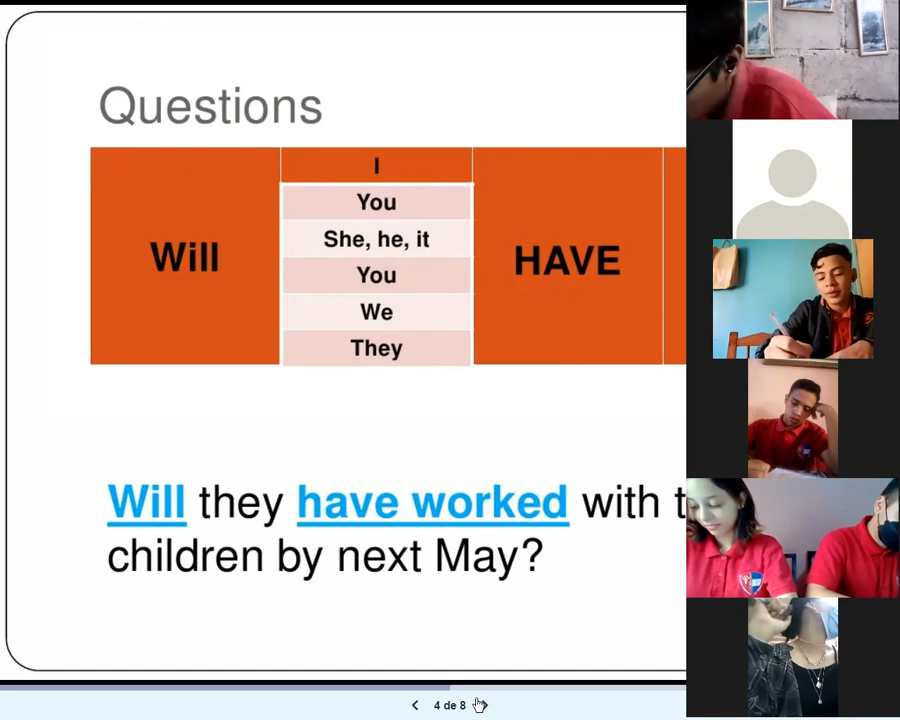 Questions
Will
I
You
She, he, it
You
We
They
HAVE
Will they have worked with t
children by next May?
4 de 8